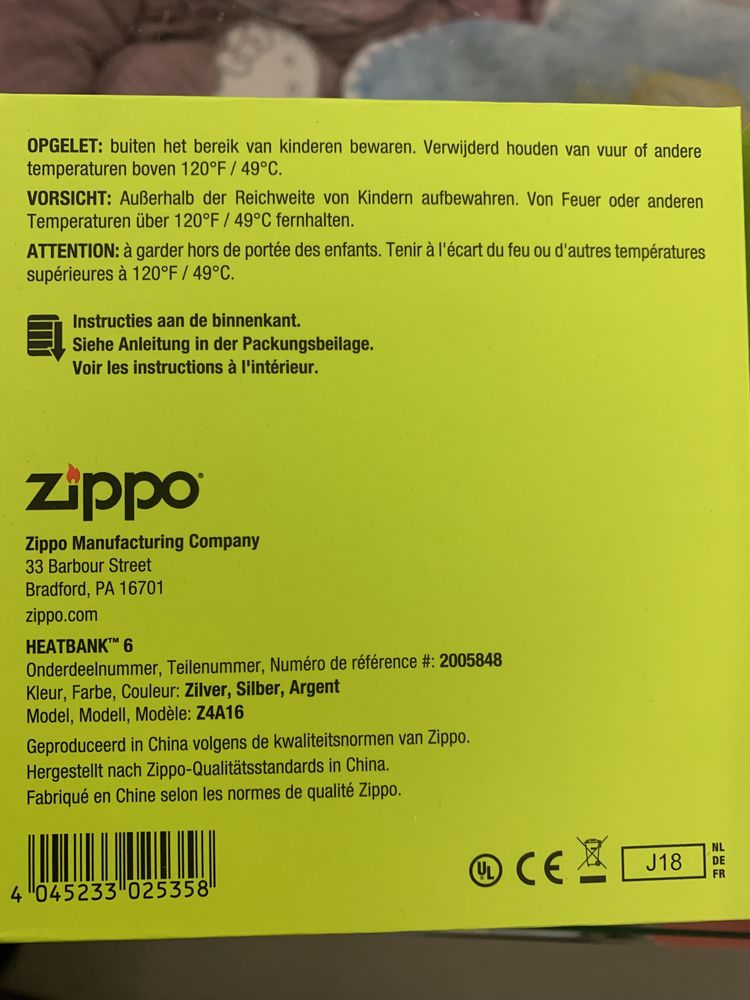 OPGELET: buiten het bereik van kinderen bewaren. Verwijderd houden van vuur of andere
temperaturen boven 120°F / 49°C.
VORSICHT: Außerhalb der Reichweite von Kindern aufbewahren. Von Feuer oder anderen
Temperaturen über 120°F / 49°C fernhalten.
ATTENTION: à garder hors de portée des enfants. Tenir à l'écart du feu ou d'autres températures
supérieures à 120°F / 49°C.
Instructies aan de binnenkant.
Siehe Anleitung in der Packungsbeilage.
Voir les instructions à l'intérieur.
zippo®
Zippo Manufacturing Company
33 Barbour Street
Bradford, PA 16701
zippo.com
HEATBANK™ 6
Onderdeelnummer, Teilenummer, Numéro de référence #: 2005848
Kleur, Farbe, Couleur: Zilver, Silber, Argent
Model, Modell, Modèle: Z4A16
Geproduceerd in China volgens de kwaliteitsnormen van Zippo.
Hergestellt nach Zippo-Qualitätsstandards in China.
Fabriqué en Chine selon les normes de qualité Zippo.
4 045233 025358
UL CE J18
NL
DE
FR